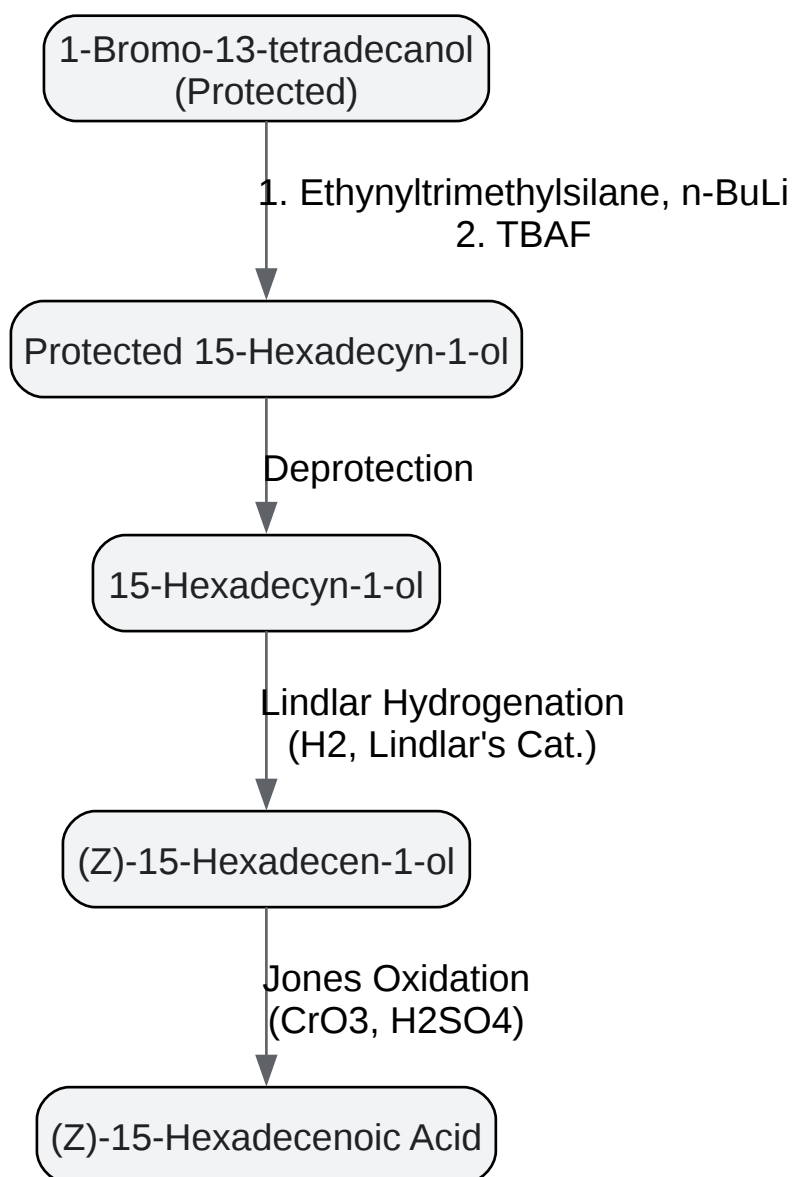 1-Bromo-13-tetradecanol
(Protected)
1. Ethynyltrimethylsilane, n-BuLi
2. TBAF
Protected 15-Hexadecyn-1-ol
Deprotection
15-Hexadecyn-1-ol
Lindlar Hydrogenation
(H2, Lindlar's Cat.)
(Z)-15-Hexadecen-1-ol
Jones Oxidation
(CrO3, H2SO4)
(Z)-15-Hexadecenoic Acid